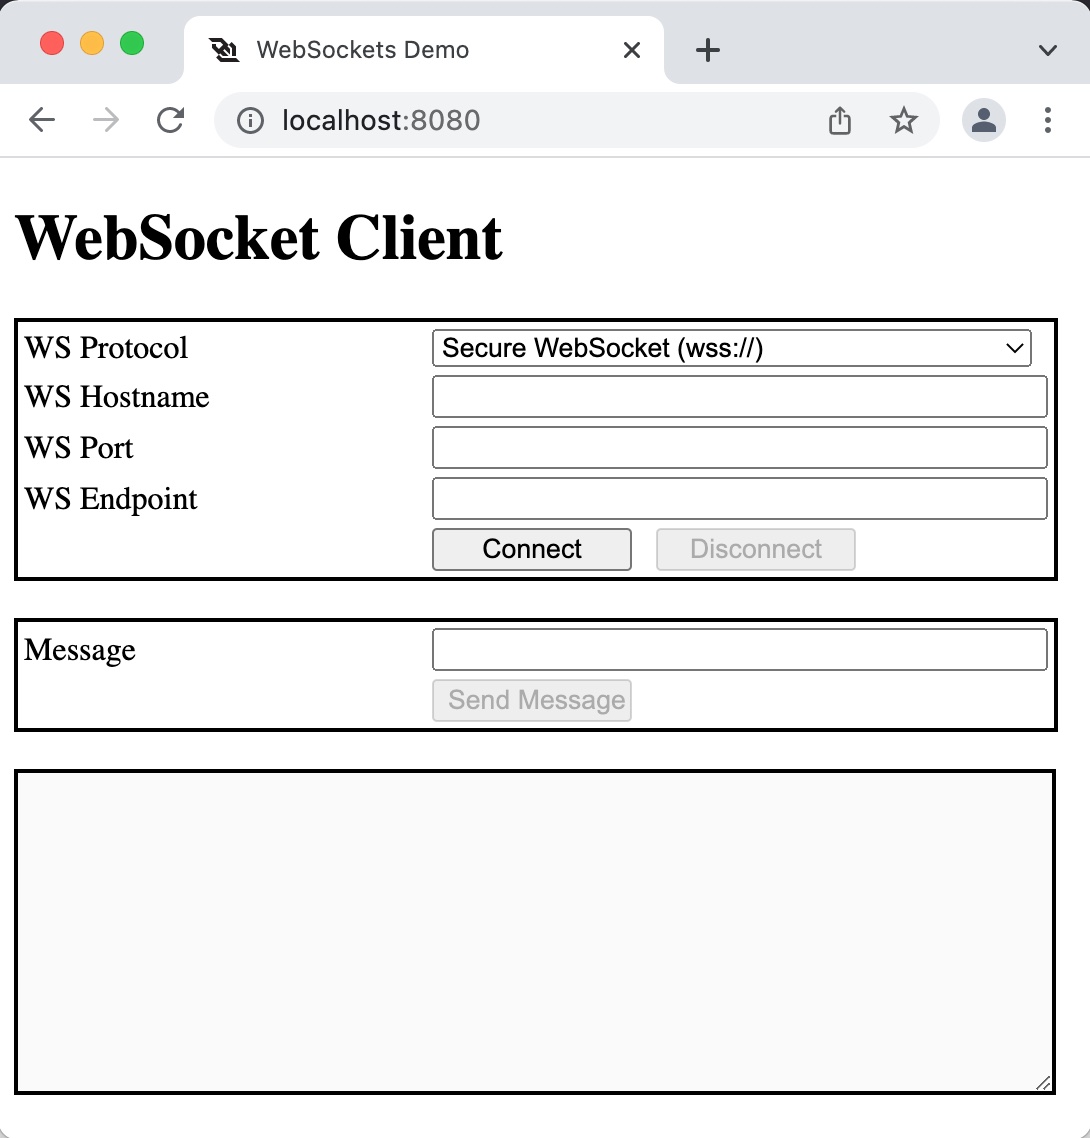 WebSockets Demo
localhost:8080
WebSocket Client
WS Protocol Secure WebSocket (wss://)
WS Hostname
WS Port
WS Endpoint
Connect Disconnect
Message
Send Message